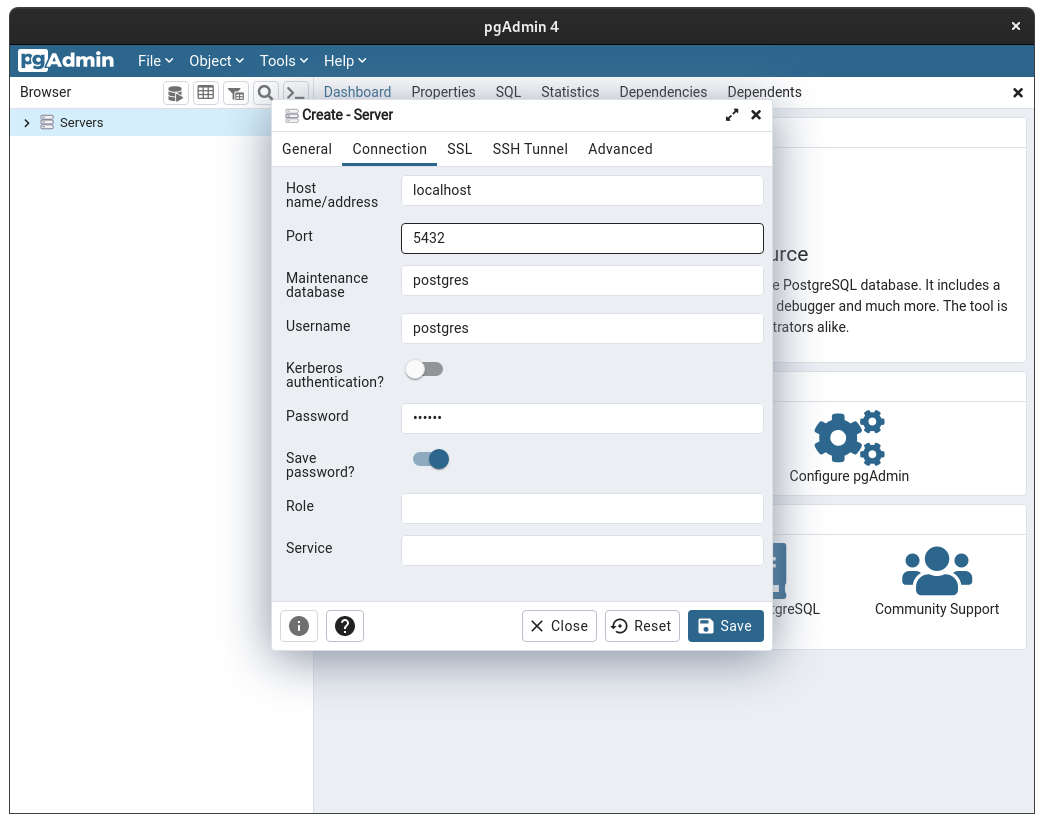 pgAdmin 4
pgAdmin File Object Tools Help
Browser
Dashboard Properties SQL Statistics Dependencies Dependents
Servers
Create - Server
General Connection SSL SSH Tunnel Advanced
Host name/address
localhost
Port
5432
Maintenance database
postgres
Username
postgres
Kerberos authentication?
Password
••••••
Save password?
Role
Service
Close Reset Save
urce
e PostgreSQL database. It includes a
debugger and much more. The tool is
trators alike.
Configure pgAdmin
greSQL
Community Support